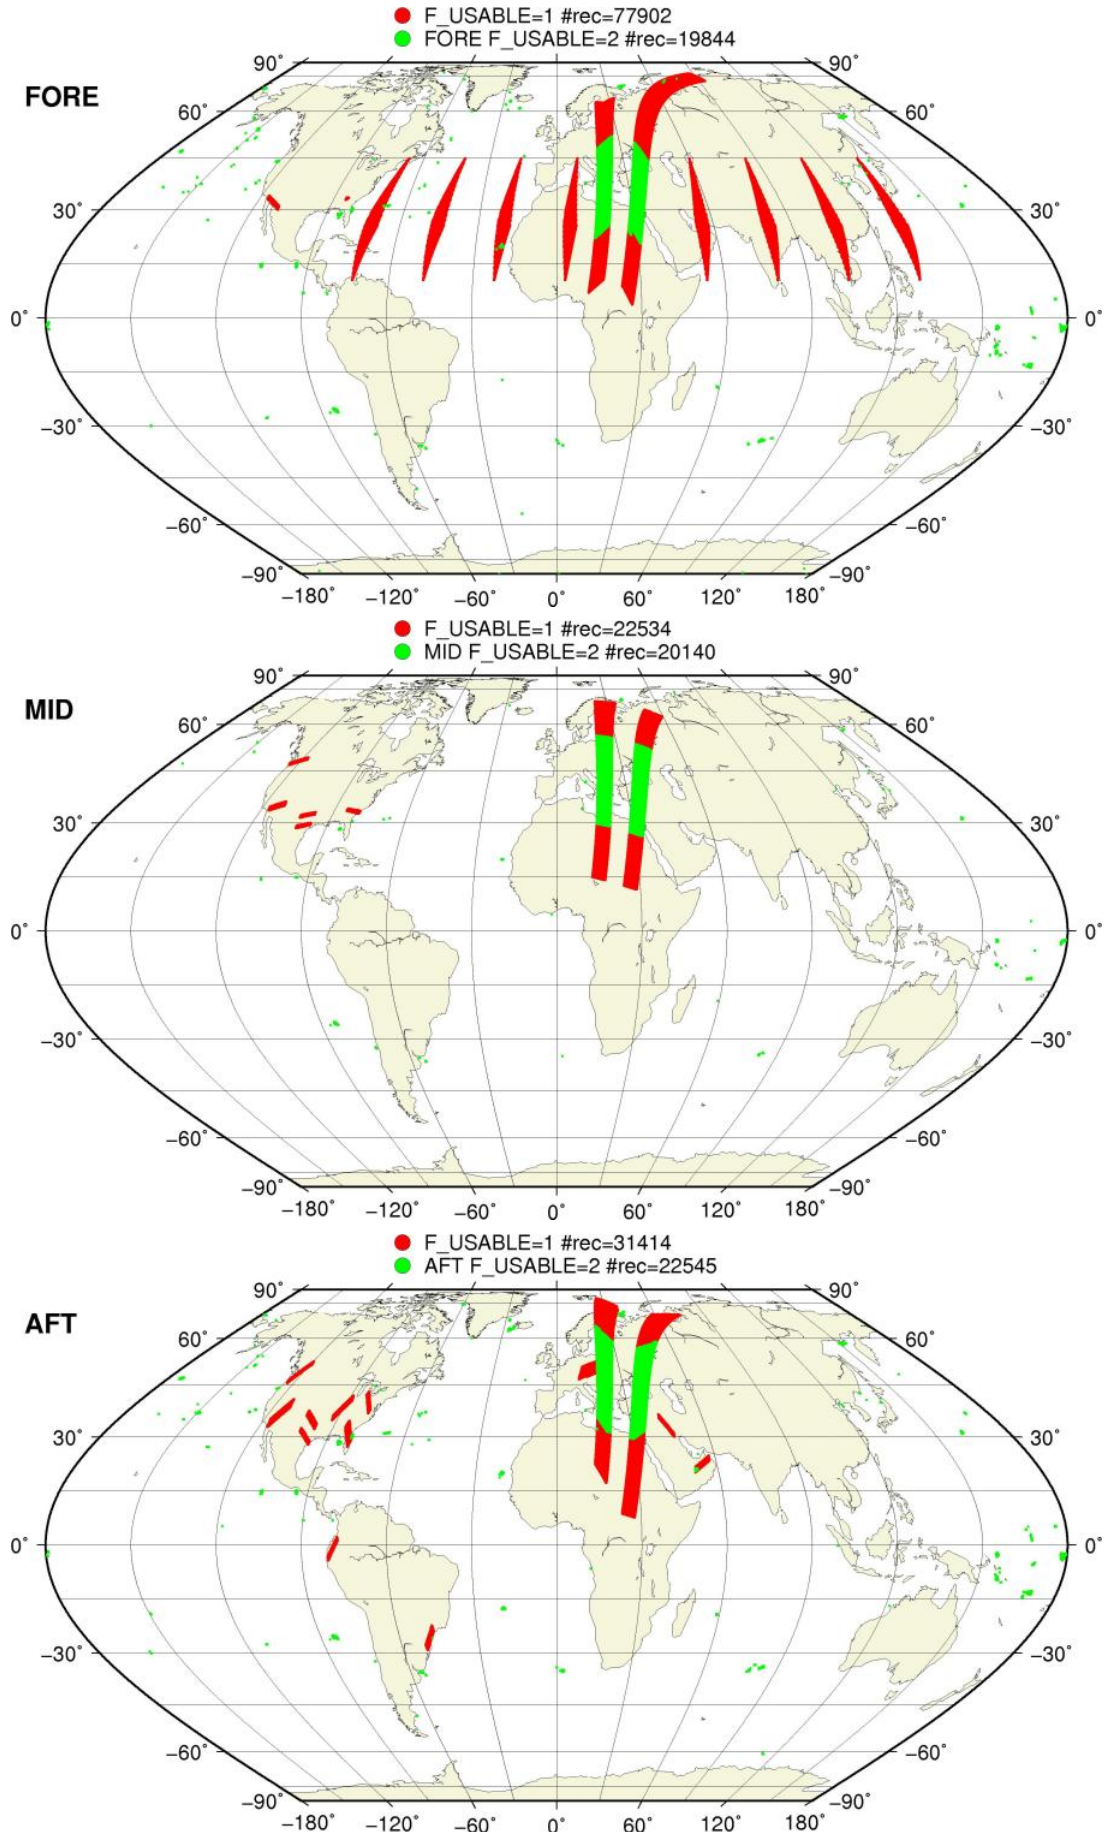 F_USABLE=1 #rec=77902
FORE F_USABLE=2 #rec=19844
FORE
90° 90°
60° 60°
30° 30°
0° 0°
−30° −30°
−60° −60°
−90° −90°
−180° −120° −60° 0° 60° 120° 180°
F_USABLE=1 #rec=22534
MID F_USABLE=2 #rec=20140
MID
90° 90°
60° 60°
30° 30°
0° 0°
−30° −30°
−60° −60°
−90° −90°
−180° −120° −60° 0° 60° 120° 180°
F_USABLE=1 #rec=31414
AFT F_USABLE=2 #rec=22545
AFT
90° 90°
60° 60°
30° 30°
0° 0°
−30° −30°
−60° −60°
−90° −90°
−180° −120° −60° 0° 60° 120° 180°